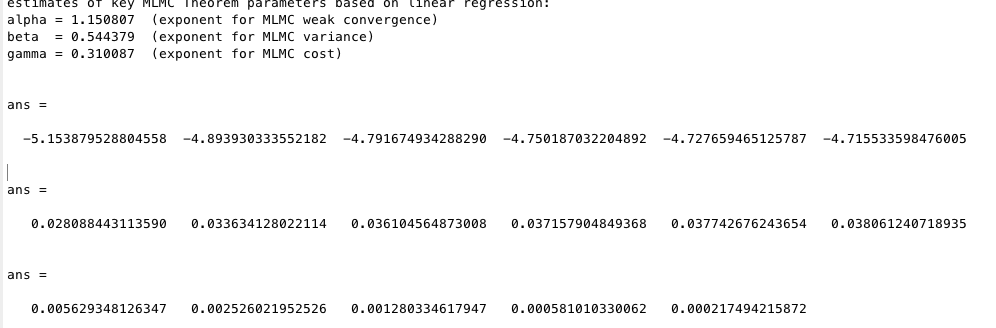 estimates of key MLMC Theorem parameters based on linear regression:
alpha = 1.150807  (exponent for MLMC weak convergence)
beta  = 0.544379  (exponent for MLMC variance)
gamma = 0.310087  (exponent for MLMC cost)
ans =
-5.153879528804558  -4.893930333552182  -4.791674934288290  -4.750187032204892  -4.727659465125787  -4.715533598476005
ans =
0.028088443113590   0.033634128022114   0.036104564873008   0.037157904849368   0.037742676243654   0.038061240718935
ans =
0.005629348126347   0.002526021952526   0.001280334617947   0.000581010330062   0.000217494215872